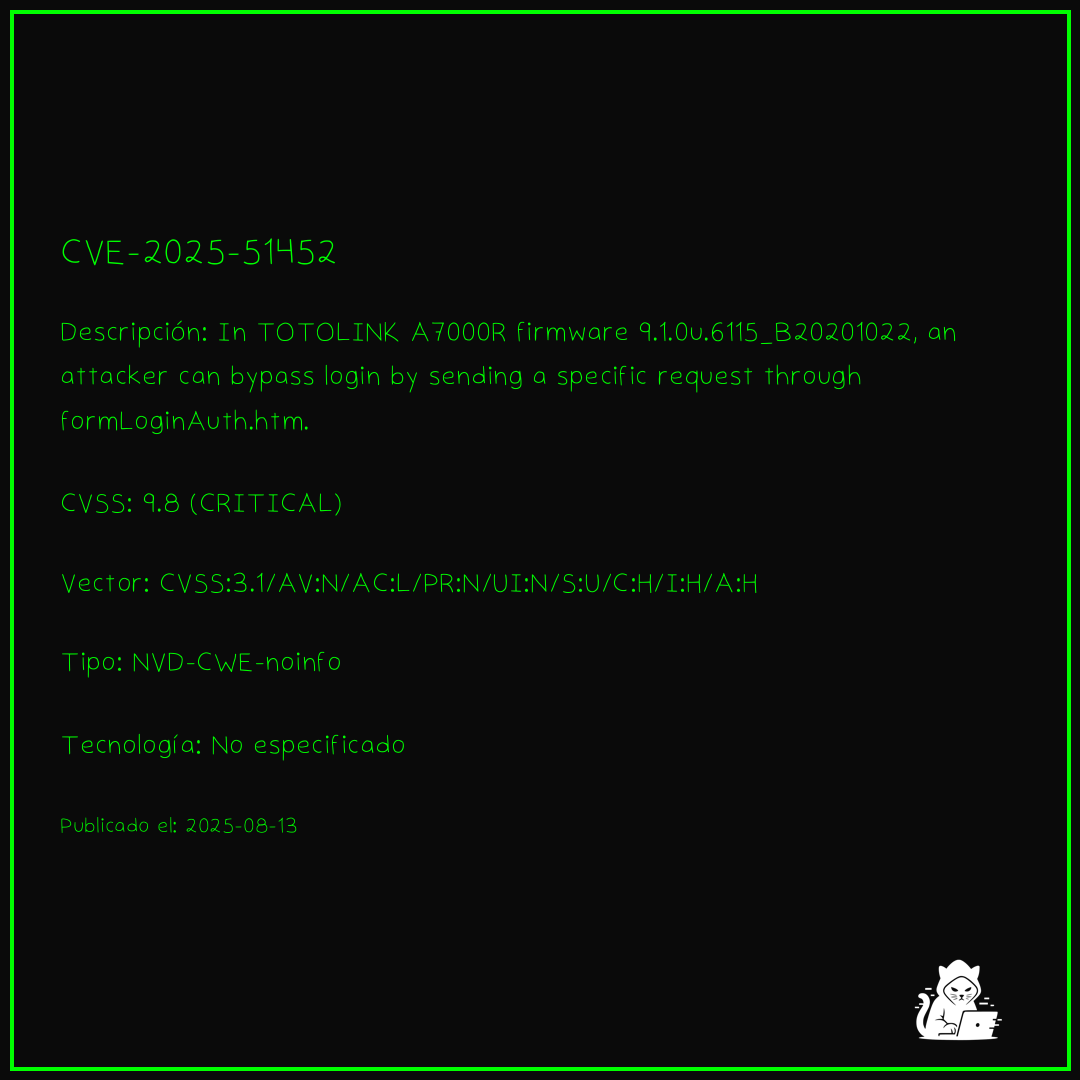 CVE-2025-51452
Descripción: In TOTOLINK A7000R firmware 9.1.0u.6115_B20201022, an
attacker can bypass login by sending a specific request through
formLoginAuth.htm.
CVSS: 9.8 (CRITICAL)
Vector: CVSS:3.1/AV:N/AC:L/PR:N/UI:N/S:U/C:H/I:H/A:H
Tipo: NVD-CWE-noinfo
Tecnología: No especificado
Publicado el: 2025-08-13